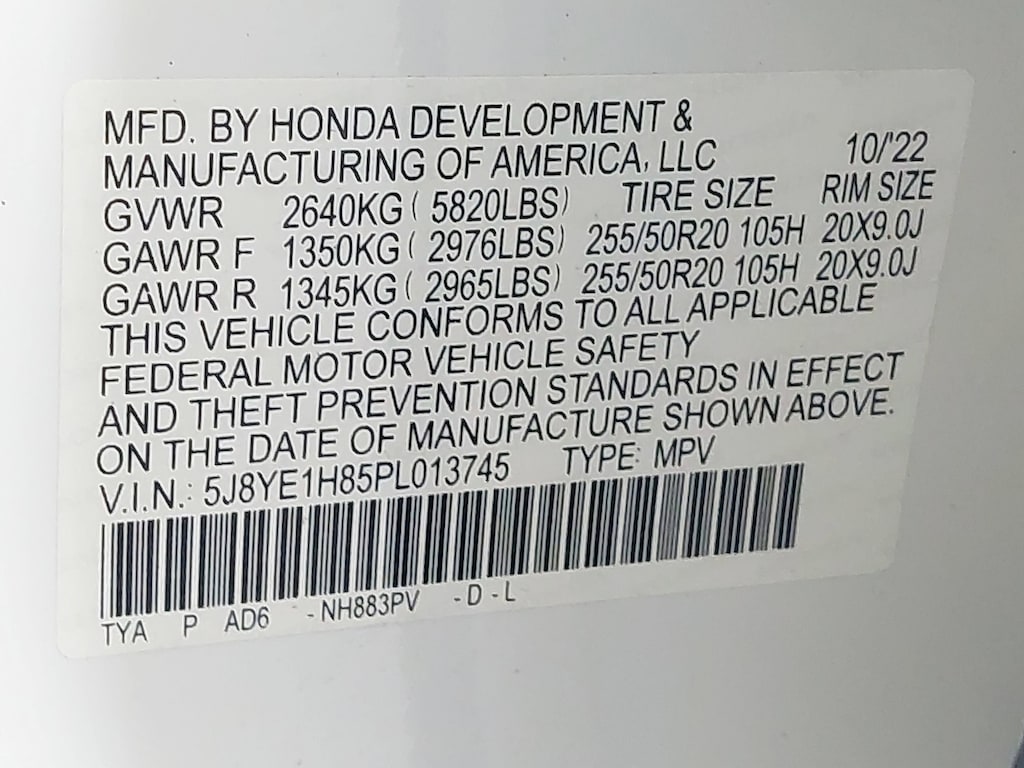 MFD. BY HONDA DEVELOPMENT &
MANUFACTURING OF AMERICA, LLC 10/'22
GVWR 2640KG ( 5820LBS) TIRE SIZE RIM SIZE
GAWR F 1350KG ( 2976LBS) 255/50R20 105H 20X9.0J
GAWR R 1345KG ( 2965LBS) 255/50R20 105H 20X9.0J
THIS VEHICLE CONFORMS TO ALL APPLICABLE
FEDERAL MOTOR VEHICLE SAFETY
AND THEFT PREVENTION STANDARDS IN EFFECT
ON THE DATE OF MANUFACTURE SHOWN ABOVE.
V.I.N.: 5J8YE1H85PL013745 TYPE: MPV
TYA P AD6 -NH883PV -D-L